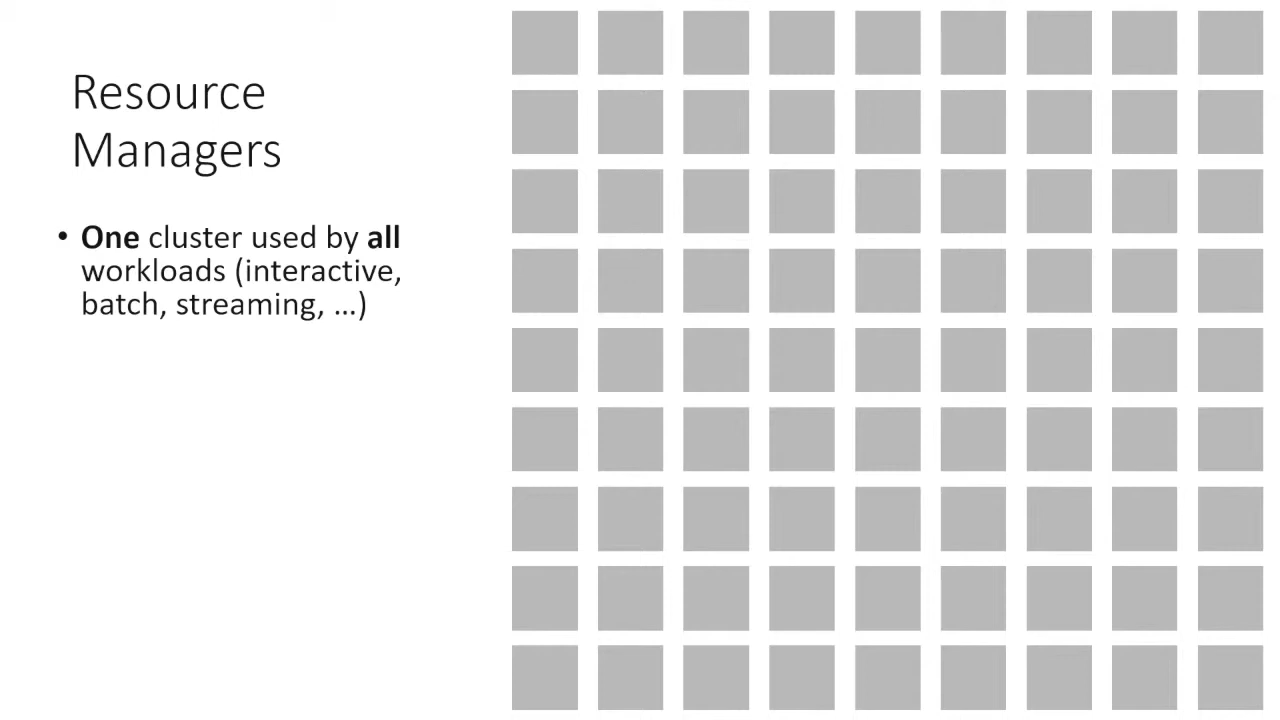 Resource
Managers
• One cluster used by all
workloads (interactive,
batch, streaming, ...)